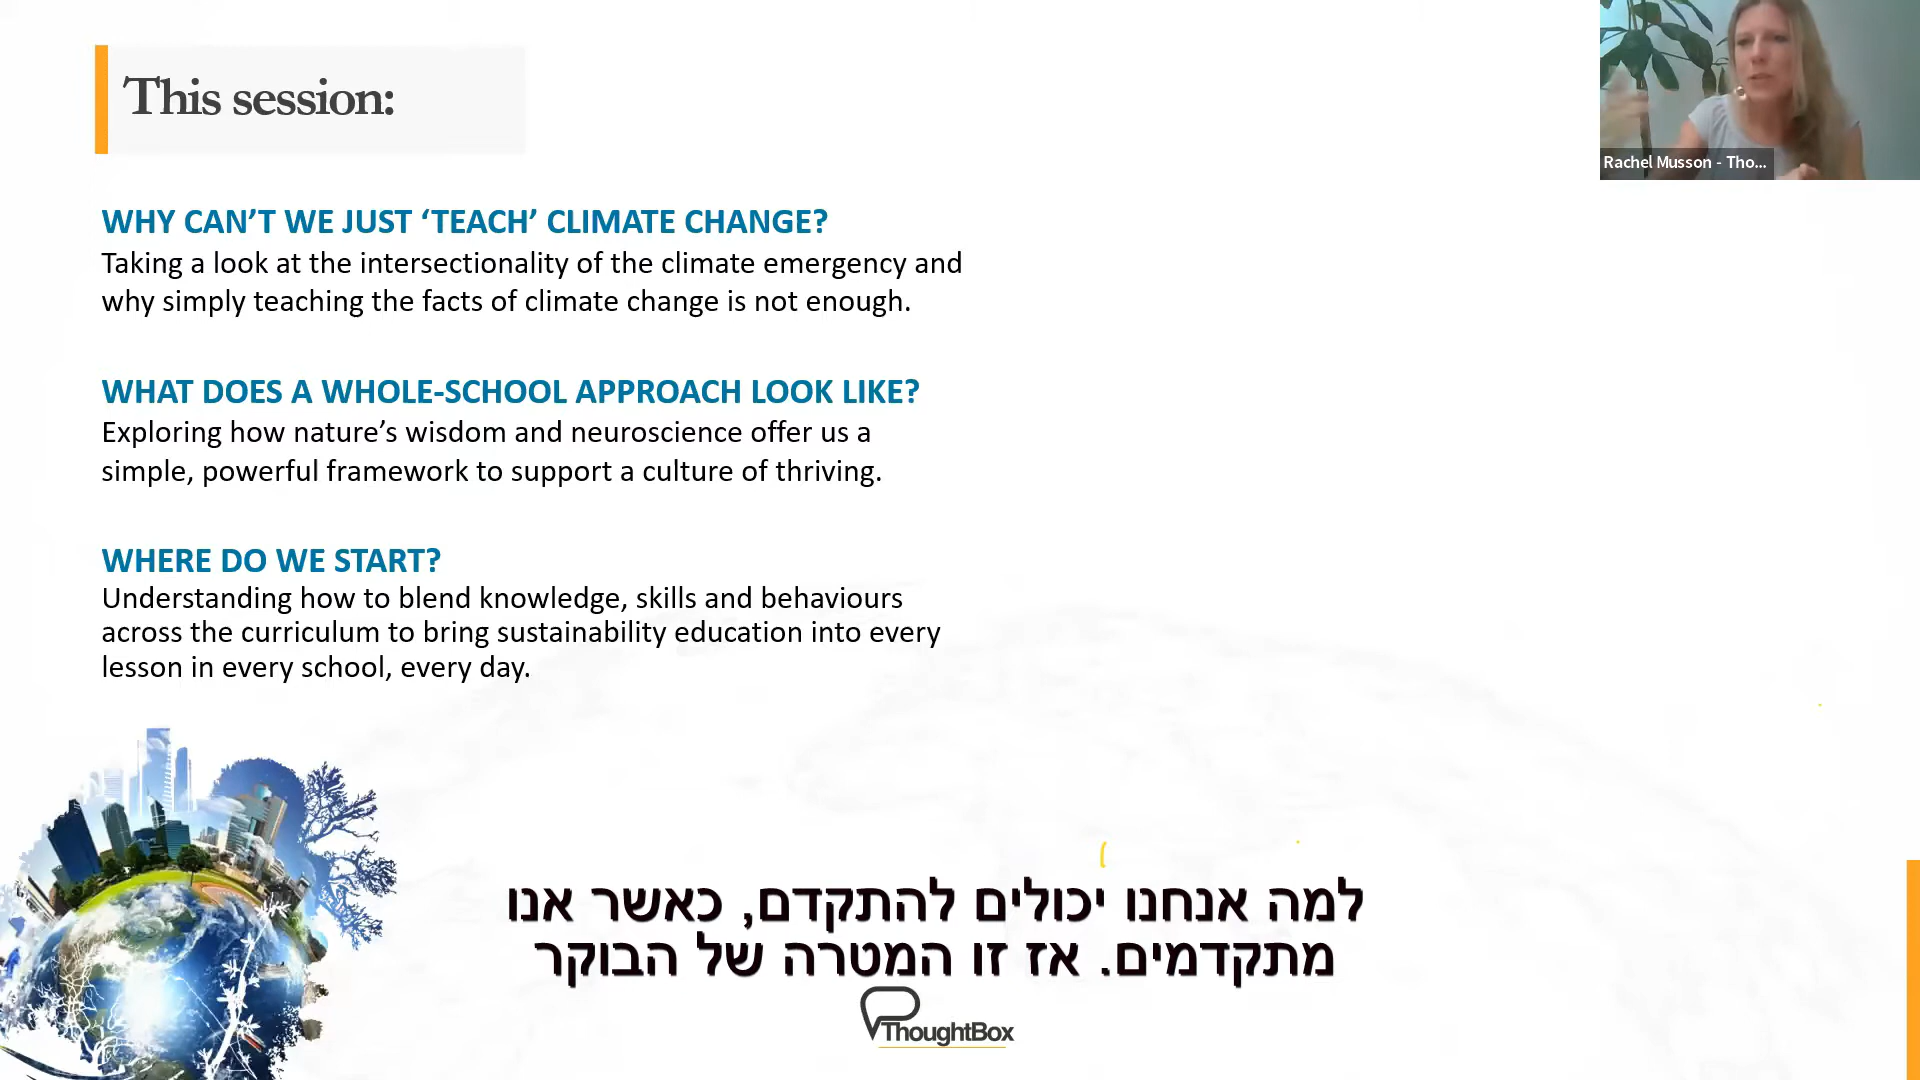 This session:
Rachel Musson - Tho...
WHY CAN’T WE JUST ‘TEACH’ CLIMATE CHANGE?
Taking a look at the intersectionality of the climate emergency and
why simply teaching the facts of climate change is not enough.
WHAT DOES A WHOLE-SCHOOL APPROACH LOOK LIKE?
Exploring how nature’s wisdom and neuroscience offer us a
simple, powerful framework to support a culture of thriving.
WHERE DO WE START?
Understanding how to blend knowledge, skills and behaviours
across the curriculum to bring sustainability education into every
lesson in every school, every day.
למה אנחנו יכולים להתקדם, כאשר אנו
מתקדמים. אז זו המטרה של הבוקר
ThoughtBox